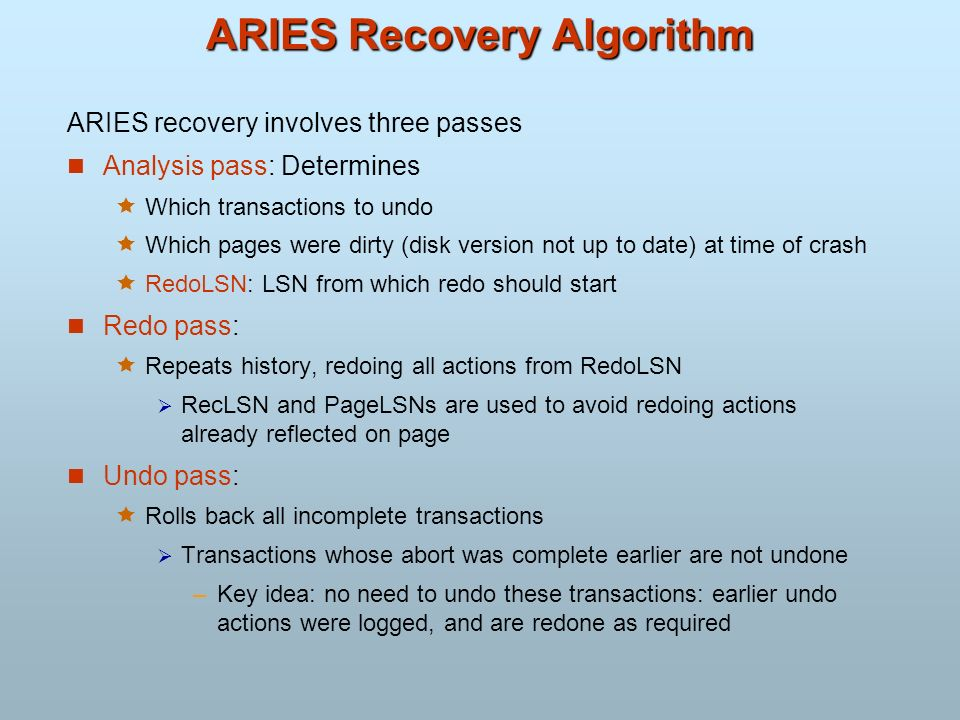 ARIES Recovery Algorithm
ARIES recovery involves three passes
Analysis pass: Determines
Which transactions to undo
Which pages were dirty (disk version not up to date) at time of crash
RedoLSN: LSN from which redo should start
Redo pass:
Repeats history, redoing all actions from RedoLSN
RecLSN and PageLSNs are used to avoid redoing actions
already reflected on page
Undo pass:
Rolls back all incomplete transactions
Transactions whose abort was complete earlier are not undone
– Key idea: no need to undo these transactions: earlier undo
actions were logged, and are redone as required